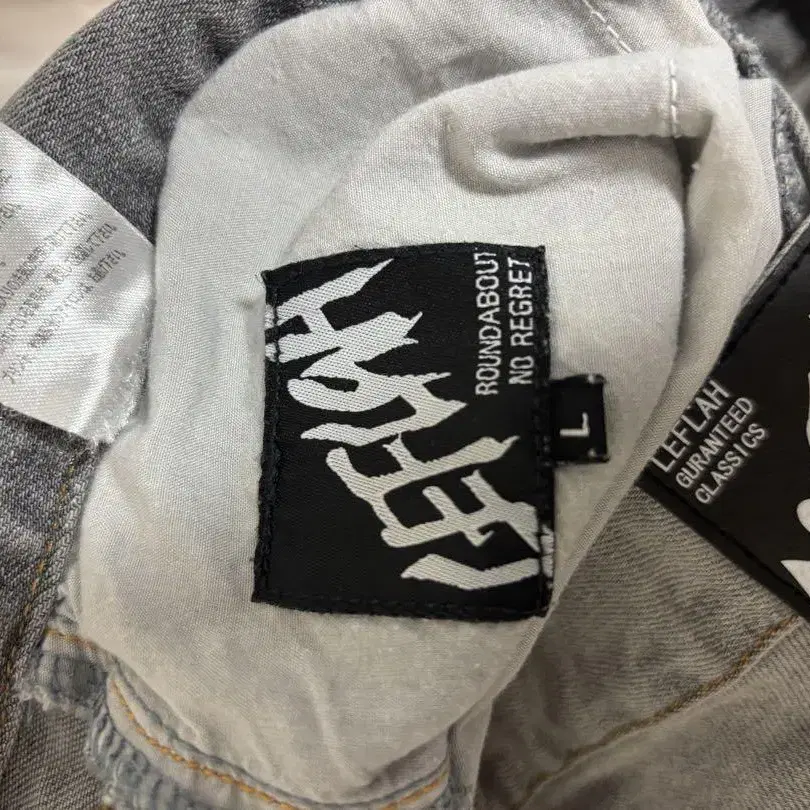 LEFLAH
ROUNDABOUT
NO REGRET
L
LEFLAH
GURANTEED
CLASSICS